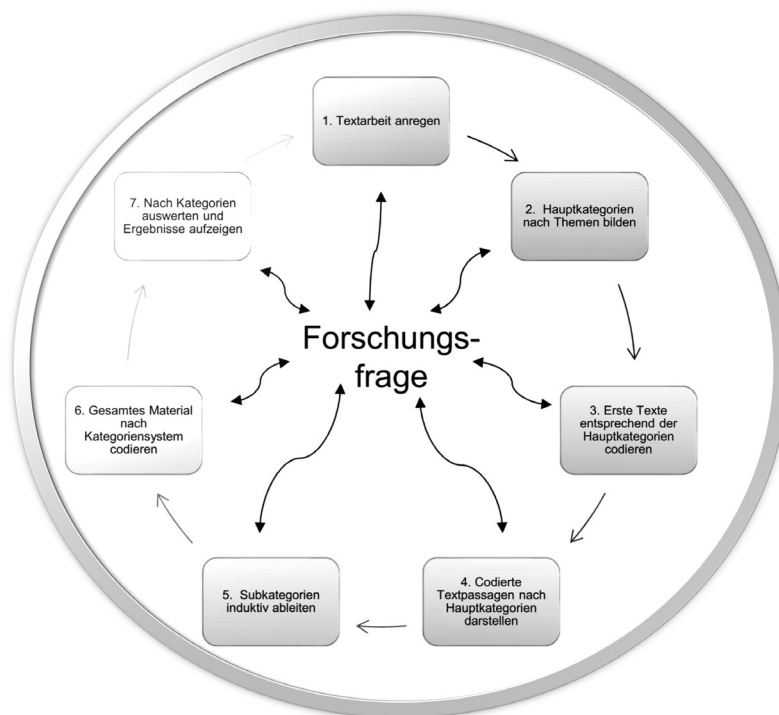 1. Textarbeit anregen
2. Hauptkategorien
nach Themen bilden
3. Erste Texte
entsprechend der
Hauptkategorien
codieren
4. Codierte
Textpassagen nach
Hauptkategorien
darstellen
5. Subkategorien
induktiv ableiten
6. Gesamtes Material
nach
Kategoriensystem
codieren
7. Nach Kategorien
auswerten und
Ergebnisse aufzeigen
Forschungs-
frage